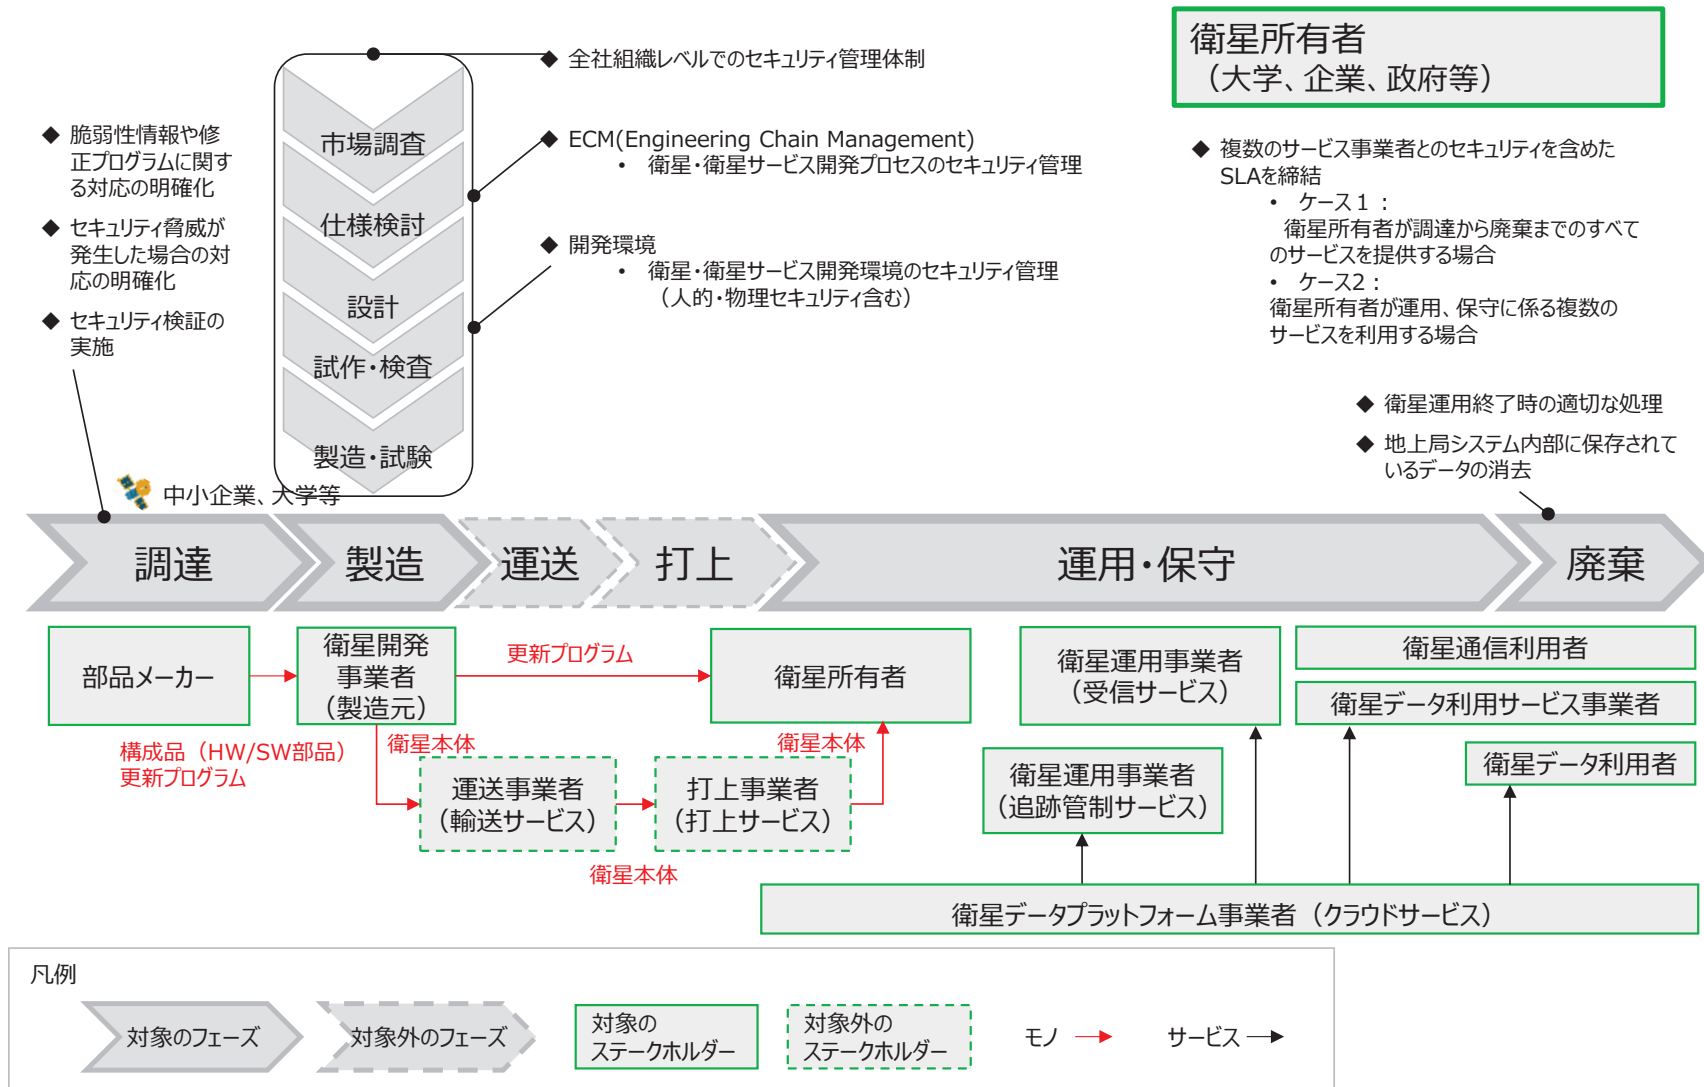 衛星所有者
（大学、企業、政府等）
◆ 全社組織レベルでのセキュリティ管理体制
◆ 脆弱性情報や修
正プログラムに関す
る対応の明確化
◆ セキュリティ脅威が
発生した場合の対
応の明確化
◆ セキュリティ検証の
実施
市場調査
仕様検討
設計
試作・検査
製造・試験
◆ ECM(Engineering Chain Management)
• 衛星・衛星サービス開発プロセスのセキュリティ管理
◆ 開発環境
• 衛星・衛星サービス開発環境のセキュリティ管理
（人的・物理セキュリティ含む）
◆ 複数のサービス事業者とのセキュリティを含めた
SLAを締結
• ケース１：
衛星所有者が調達から廃棄までのすべて
のサービスを提供する場合
• ケース2：
衛星所有者が運用、保守に係る複数の
サービスを利用する場合
◆ 衛星運用終了時の適切な処理
◆ 地上局システム内部に保存されて
いるデータの消去
中小企業、大学等
調達
製造
運送
打上
運用・保守
廃棄
部品メーカー
衛星開発
事業者
（製造元）
更新プログラム
衛星所有者
衛星運用事業者
（受信サービス）
衛星通信利用者
衛星データ利用サービス事業者
衛星データ利用者
構成品（HW/SW部品）
更新プログラム
衛星本体
運送事業者
（輸送サービス）
衛星本体
打上事業者
（打上サービス）
衛星本体
衛星運用事業者
（追跡管制サービス）
衛星データプラットフォーム事業者（クラウドサービス）
凡例
対象のフェーズ
対象外のフェーズ
対象の
ステークホルダー
対象外の
ステークホルダー
モノ
サービス